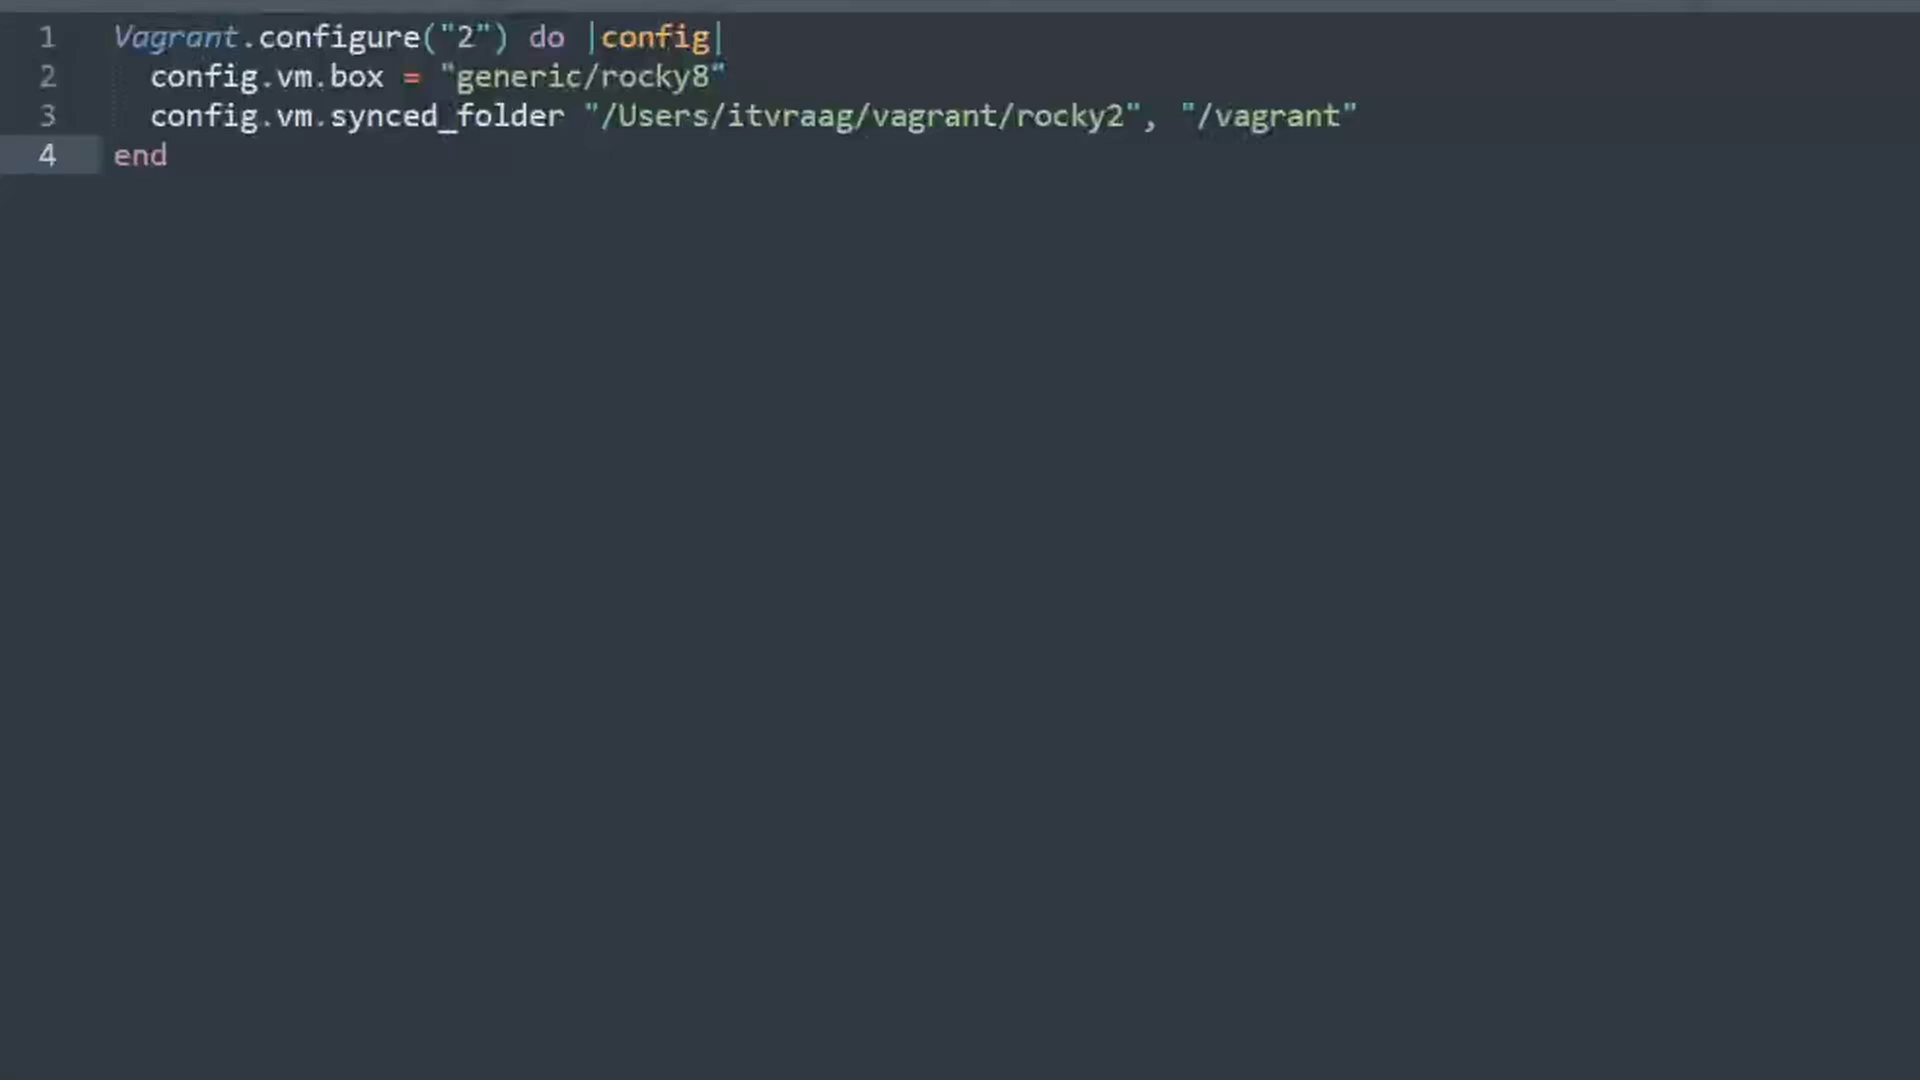 1 Vagrant.configure("2") do |config|
2 config.vm.box = "generic/rocky8"
3 config.vm.synced_folder "/Users/itvraag/vagrant/rocky2", "/vagrant"
4 end